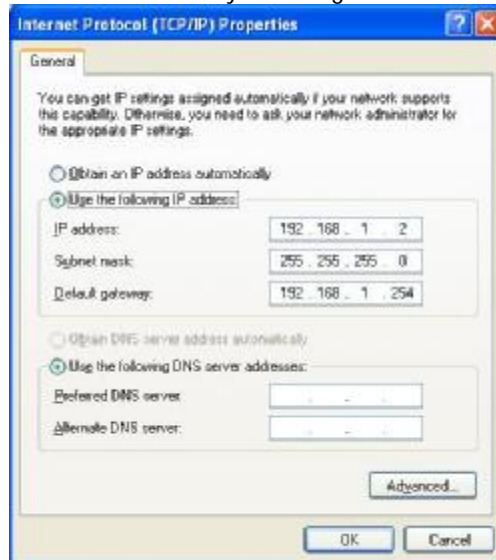 Internet Protocol (TCP/IP) Properties
General
You can get IP settings assigned automatically if your network supports
this capability. Otherwise, you need to ask your network administrator for
the appropriate IP settings.
Obtain an IP address automatically
Use the following IP address:
IP address: 192 . 168 . 1 . 2
Subnet mask: 255 . 255 . 255 . 0
Default gateway: 192 . 168 . 1 . 254
Obtain DNS server address automatically
Use the following DNS server addresses:
Preferred DNS server:
Alternate DNS server:
Advanced...
OK Cancel